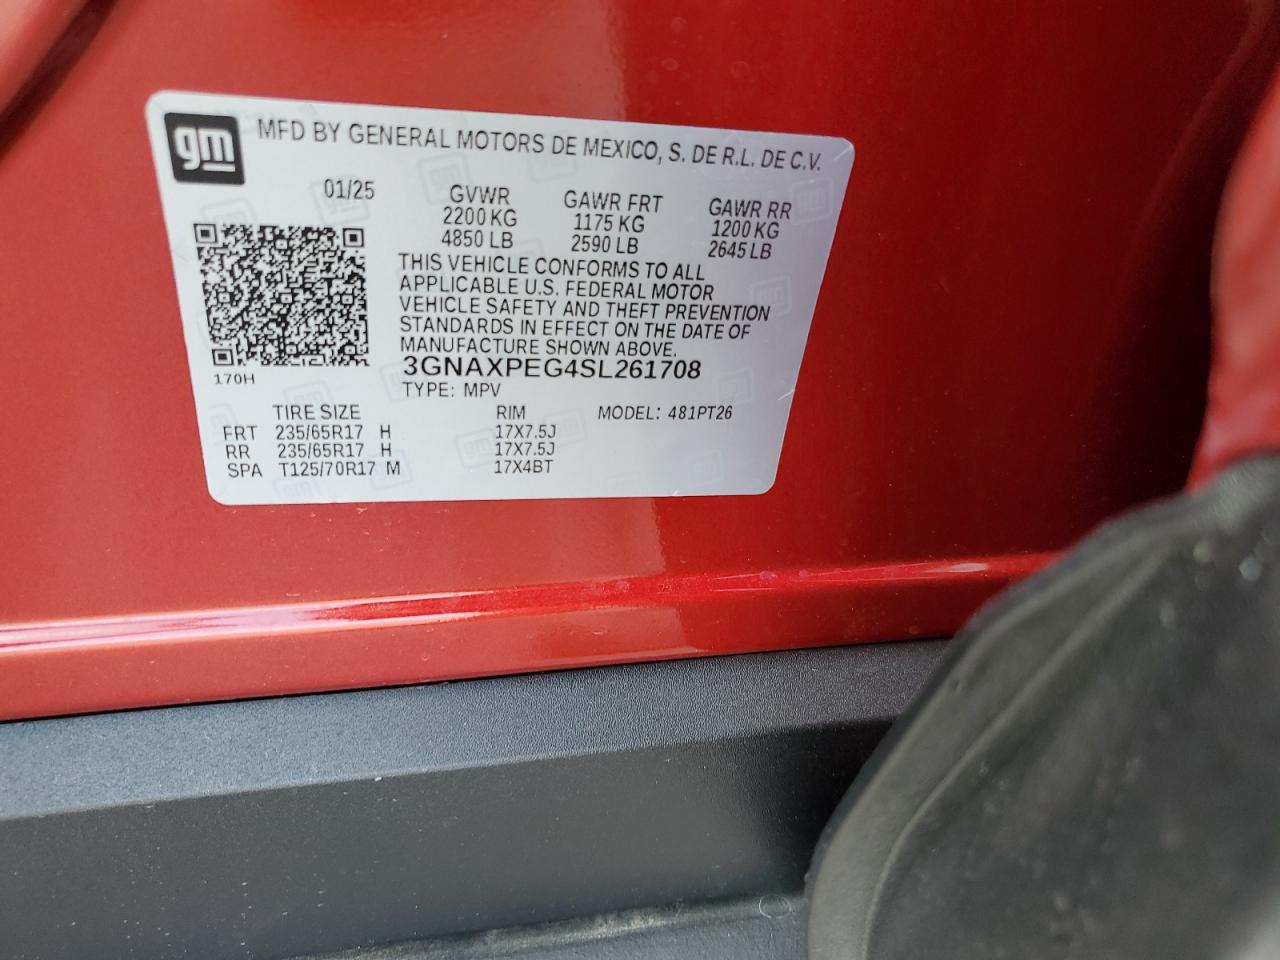 gm
MFD BY GENERAL MOTORS DE MEXICO, S. DE R.L. DE C.V.
01/25 GVWR GAWR FRT GAWR RR
2200 KG 1175 KG 1200 KG
4850 LB 2590 LB 2645 LB
THIS VEHICLE CONFORMS TO ALL
APPLICABLE U.S. FEDERAL MOTOR
VEHICLE SAFETY AND THEFT PREVENTION
STANDARDS IN EFFECT ON THE DATE OF
MANUFACTURE SHOWN ABOVE.
3GNAXPEG4SL261708
170H
TYPE: MPV
TIRE SIZE RIM MODEL: 481PT26
FRT 235/65R17 H 17X7.5J
RR 235/65R17 H 17X7.5J
SPA T125/70R17 M 17X4BT